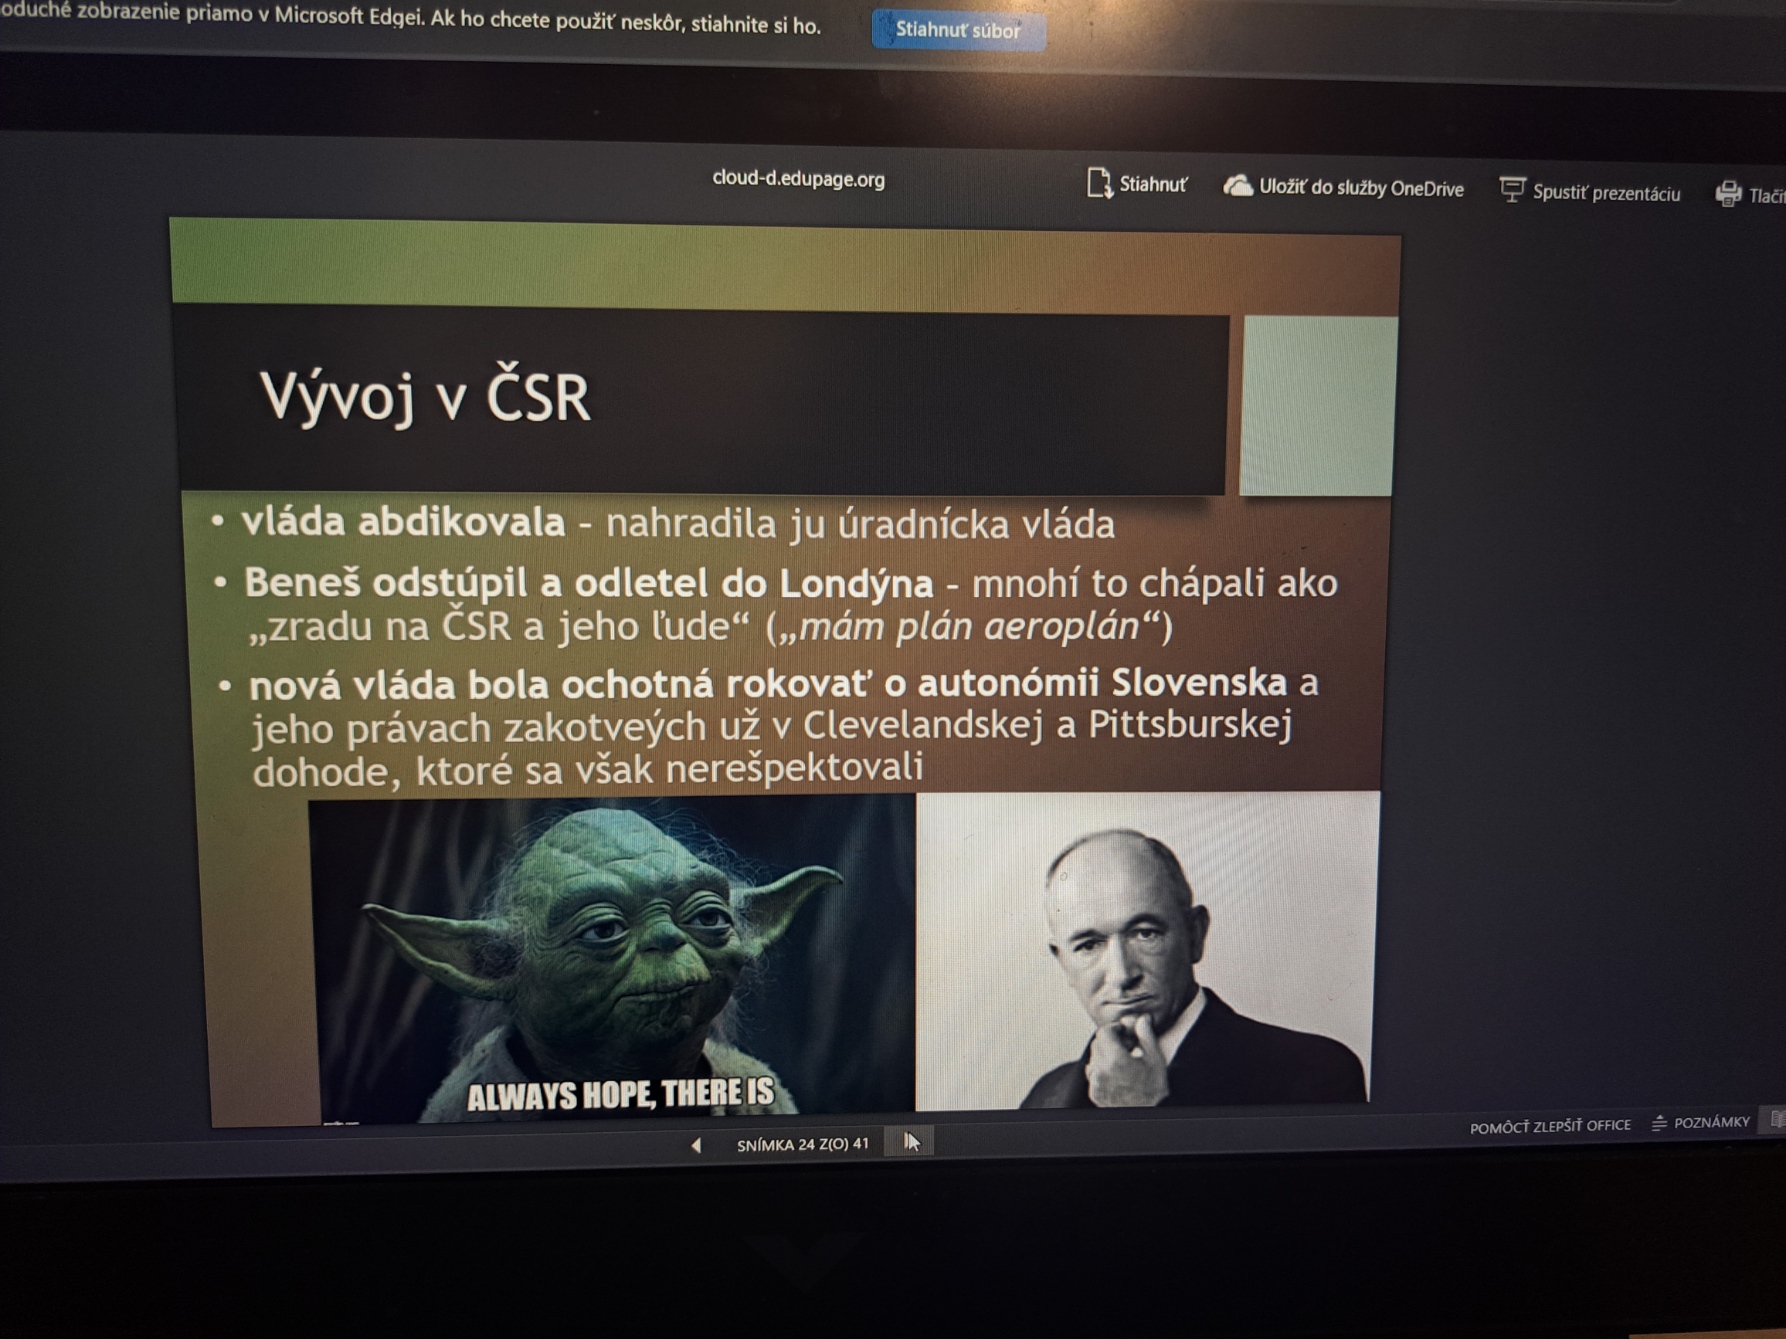 oduché zobrazenie priamo v Microsoft Edgei. Ak ho chcete použiť neskôr, stiahnite si ho.
Stiahnuť súbor
cloud-d.edupage.org
Stiahnuť
Uložiť do služby OneDrive
Spustiť prezentáciu
Tlačiť
Vývoj v ČSR
• vláda abdikovala - nahradila ju úradnícka vláda
• Beneš odstúpil a odletel do Londýna - mnohí to chápali ako
„zradu na ČSR a jeho ľude“ („mám plán aeroplán“)
• nová vláda bola ochotná rokovať o autonómii Slovenska a
jeho právach zakotveých už v Clevelandskej a Pittsburskej
dohode, ktoré sa však nerešpektovali
ALWAYS HOPE, THERE IS
SNÍMKA 24 Z(O) 41
POMÔCŤ ZLEPŠIŤ OFFICE
POZNÁMKY